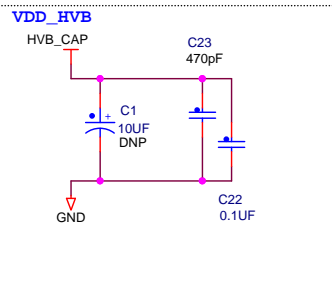 VDD_HVB
HVB_CAP
C23
470pF
C1
+
10UF
DNP
C22
0.1UF
GND